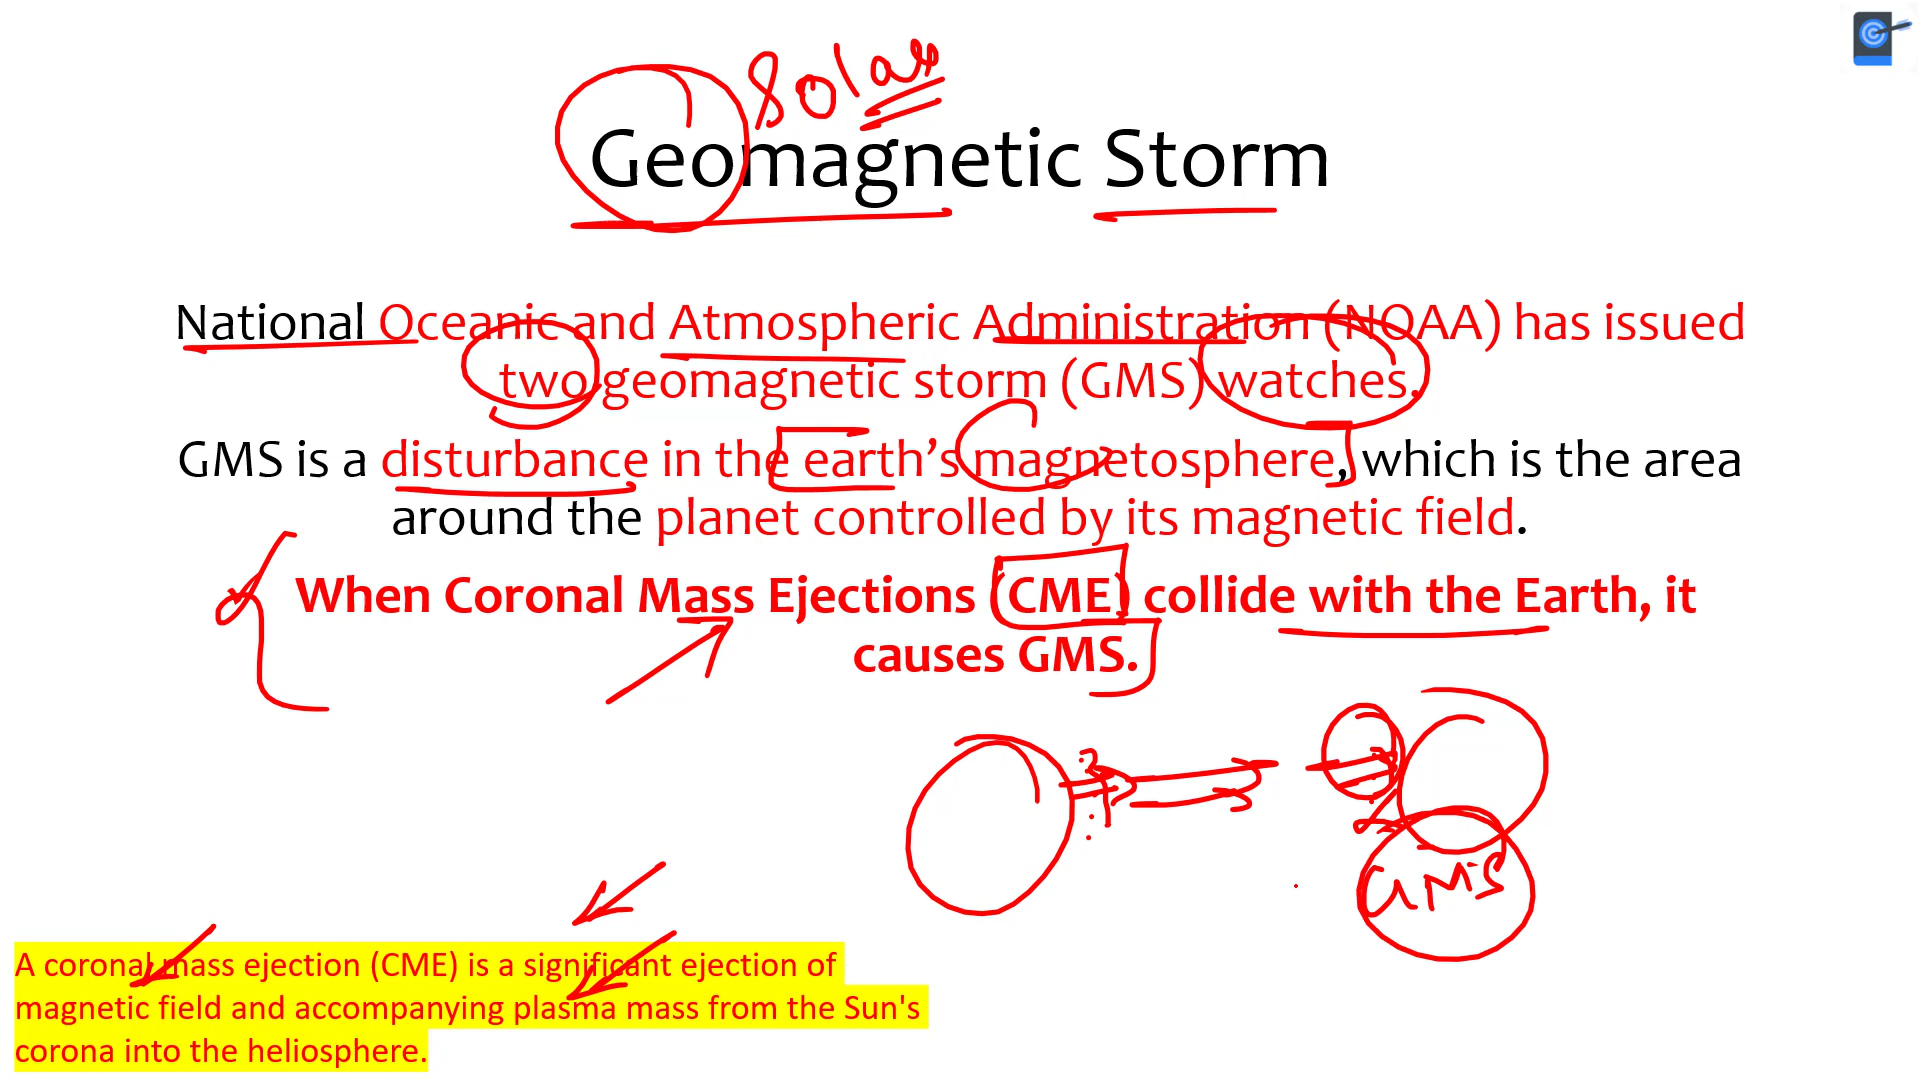 Solar
Geomagnetic Storm
National Oceanic and Atmospheric Administration (NOAA) has issued
two geomagnetic storm (GMS) watches.
GMS is a disturbance in the earth’s magnetosphere, which is the area
around the planet controlled by its magnetic field.
When Coronal Mass Ejections (CME) collide with the Earth, it
causes GMS.
GMS
A coronal mass ejection (CME) is a significant ejection of
magnetic field and accompanying plasma mass from the Sun's
corona into the heliosphere.